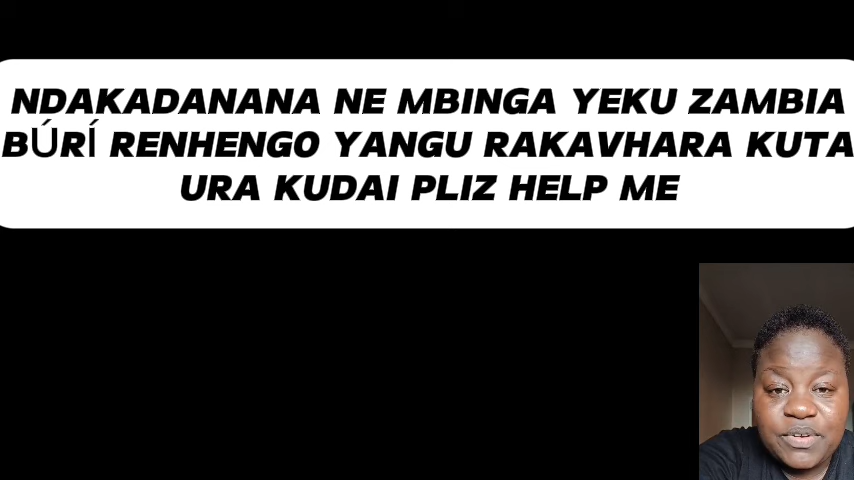 NDAKADANANA NE MBINGA YEKU ZAMBIA
BÚRÍ RENHENGO YANGU RAKAVHARA KUTA
URA KUDAI PLIZ HELP ME